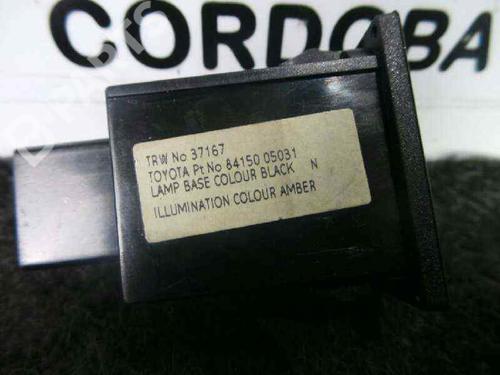 CORDOBA
TRW No 37167
TOYOTA Pt No 84150 05031
LAMP BASE COLOUR BLACK N
ILLUMINATION COLOUR AMBER